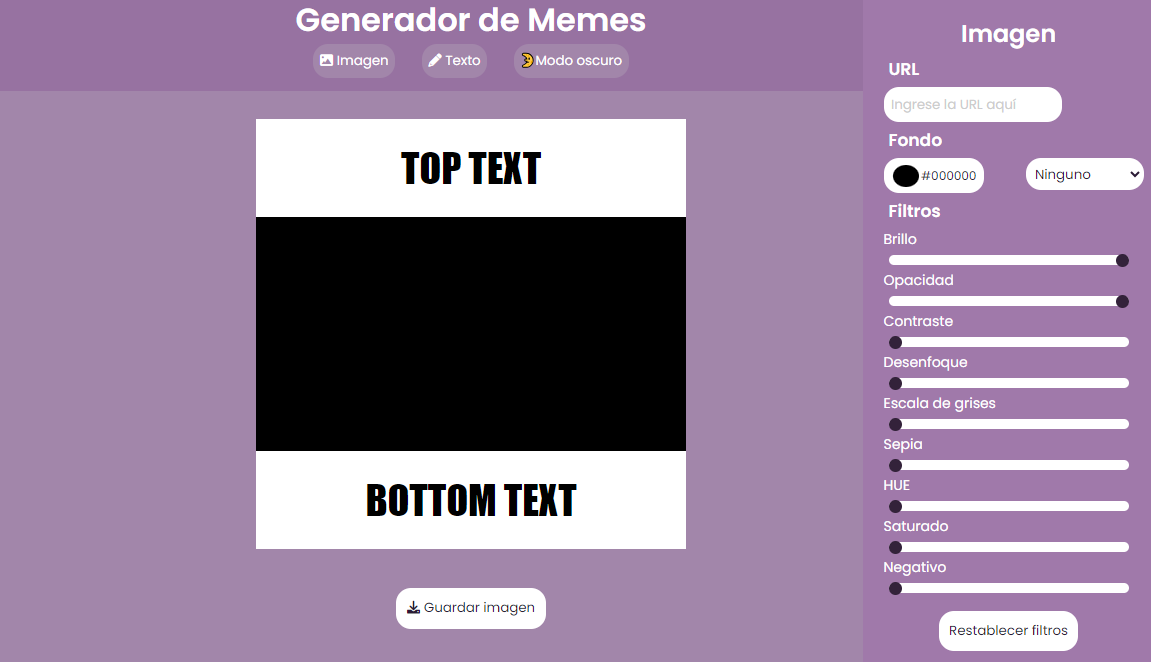 Generador de Memes
Imagen
Texto
Modo oscuro
TOP TEXT
BOTTOM TEXT
Guardar imagen
Imagen
URL
Ingrese la URL aquí
Fondo
#000000
Ninguno
Filtros
Brillo
Opacidad
Contraste
Desenfoque
Escala de grises
Sepia
HUE
Saturado
Negativo
Restablecer filtros